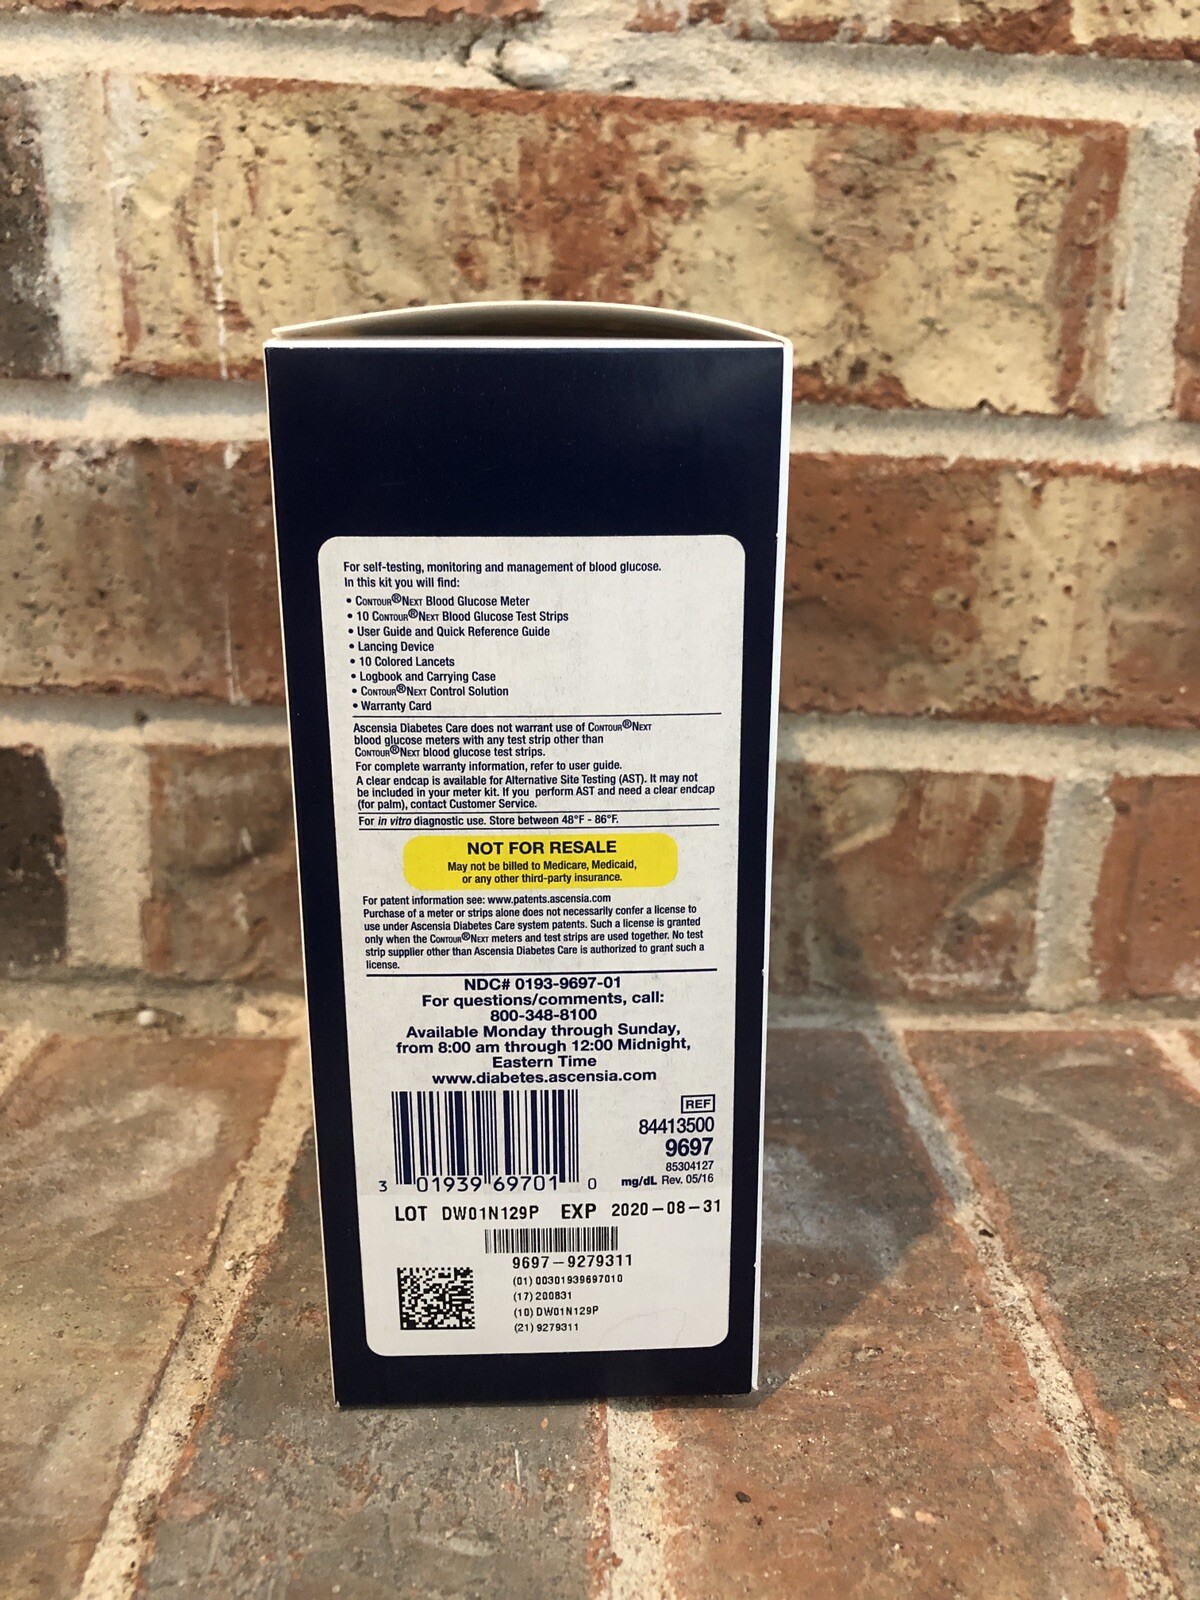 For self-testing, monitoring and management of blood glucose.
In this kit you will find:
• CONTOUR®NEXT Blood Glucose Meter
• 10 CONTOUR®NEXT Blood Glucose Test Strips
• User Guide and Quick Reference Guide
• Lancing Device
• 10 Colored Lancets
• Logbook and Carrying Case
• CONTOUR®NEXT Control Solution
• Warranty Card
Ascensia Diabetes Care does not warrant use of CONTOUR®NEXT
blood glucose meters with any test strip other than
CONTOUR®NEXT blood glucose test strips.
For complete warranty information, refer to user guide.
A clear endcap is available for Alternative Site Testing (AST). It may not
be included in your meter kit. If you perform AST and need a clear endcap
(for palm), contact Customer Service.
For in vitro diagnostic use. Store between 48°F - 86°F.
NOT FOR RESALE
May not be billed to Medicare, Medicaid,
or any other third-party insurance.
For patent information see: www.patents.ascensia.com
Purchase of a meter or strips alone does not necessarily confer a license to
use under Ascensia Diabetes Care system patents. Such a license is granted
only when the CONTOUR®NEXT meters and test strips are used together. No test
strip supplier other than Ascensia Diabetes Care is authorized to grant such a
license.
NDC# 0193-9697-01
For questions/comments, call:
800-348-8100
Available Monday through Sunday,
from 8:00 am through 12:00 Midnight,
Eastern Time
www.diabetes.ascensia.com
REF
84413500
9697
85304127
mg/dL Rev. 05/16
3 01939 69701 0
LOT DW01N129P EXP 2020-08-31
9697-9279311
(01) 00301939697010
(17) 200831
(10) DW01N129P
(21) 9279311